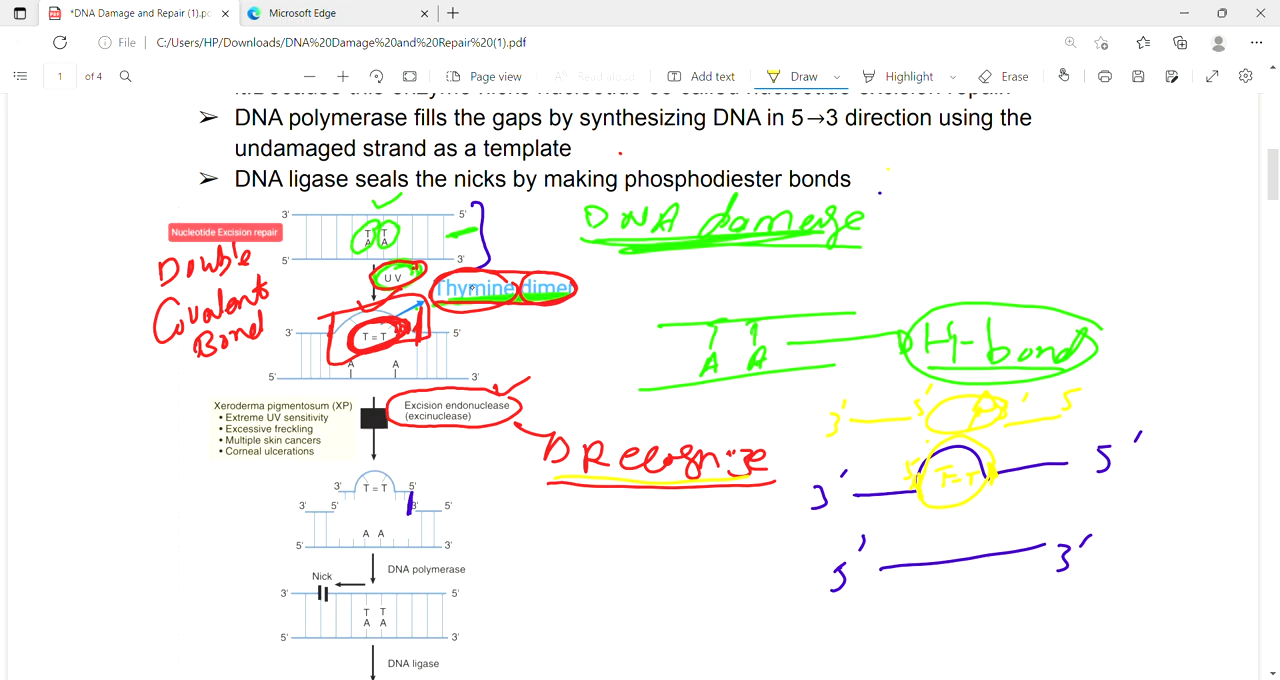 *DNA Damage and Repair (1).pd
Microsoft Edge
File
C:/Users/HP/Downloads/DNA%20Damage%20and%20Repair%20(1).pdf
1 of 4
Page view
Read aloud
Add text
Draw
Highlight
Erase
➢ DNA polymerase fills the gaps by synthesizing DNA in 5→3 direction using the
undamaged strand as a template
➢ DNA ligase seals the nicks by making phosphodiester bonds
DNA damage
Nucleotide Excision repair
Double
Covalent
Bond
3' 5'
T T
A A
5' 3'
UV
Thymine dimer
3' T = T 5'
A A
5' 3'
A A
H-bonds
Xeroderma pigmentosum (XP)
• Extreme UV sensitivity
• Excessive freckling
• Multiple skin cancers
• Corneal ulcerations
Excision endonuclease
(excinuclease)
Recognize
3' 5' 5
3' 5 T=T 5'
3'
3' T = T 5'
3' 5' 3' 5'
A A
5' 3'
DNA polymerase
Nick
3' 5'
T T
A A
5' 3'
DNA ligase